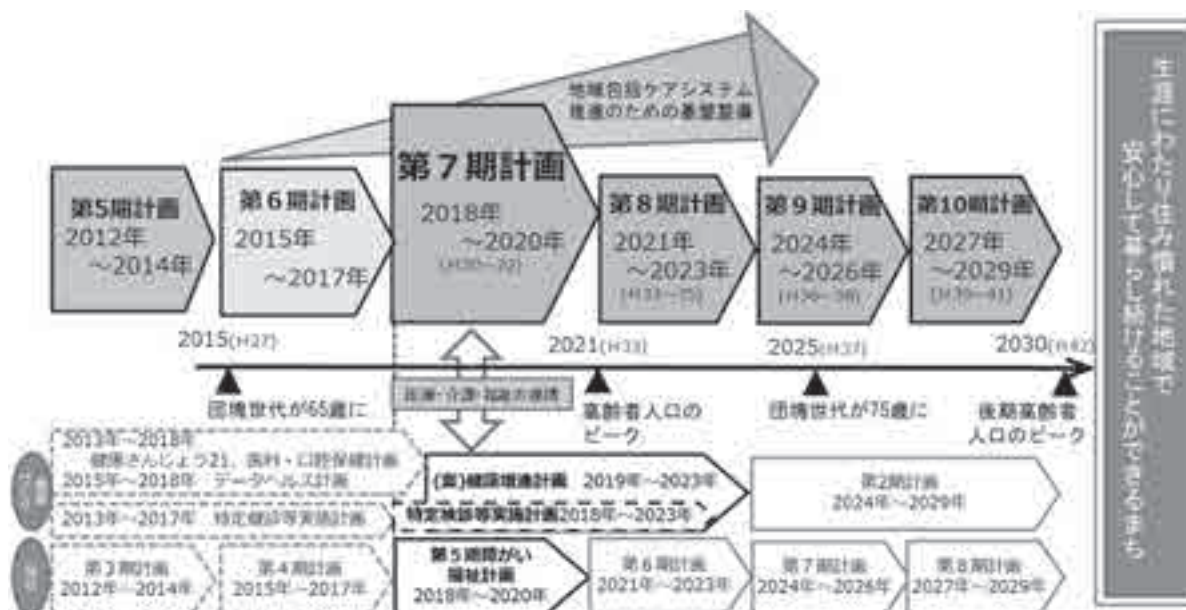 地域包括ケアシステム
推進のための基盤整備
第5期計画
2012年
～2014年
第6期計画
2015年
～2017年
第7期計画
2018年
～2020年
第8期計画
2021年
～2023年
第9期計画
2024年
～2026年
第10期計画
2027年
～2029年
2015(H27)
2021(H33)
2025(H37)
2030(H42)
団塊世代が65歳に
医療・介護・福祉の連携
高齢者人口の
ピーク
団塊世代が75歳に
後期高齢者
人口のピーク
2013年～2018年
健康さんじょう21、歯科・口腔保健計画
2015年～2018年 データヘルス計画
2013年～2017年 特定健診等実施計画
健康増進計画 2019年～2023年
特定検診等実施計画2018年～2023年
第2期計画
2024年～2029年
第3期計画
2012年～2014年
第4期計画
2015年～2017年
第5期障がい
福祉計画
2018年～2020年
第6期計画
2021年～2023年
第7期計画
2024年～2026年
第8期計画
2027年～2029年
生涯にわたり住み慣れた地域で
安心して暮らし続けることができるまち